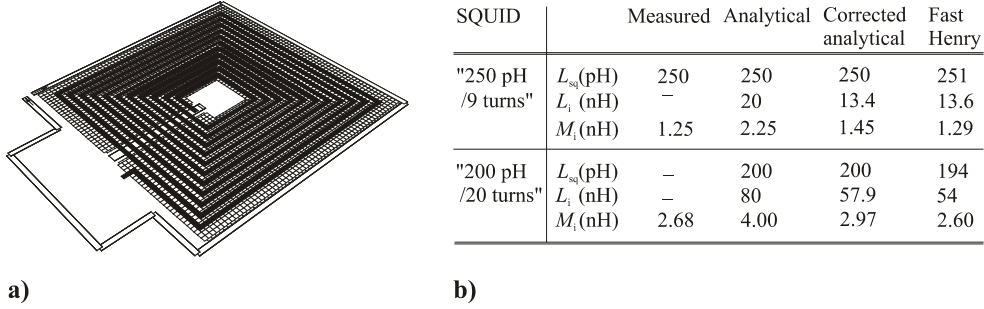 SQUID Measured Analytical Corrected analytical Fast Henry
"250 pH /9 turns" Lsq(pH) 250 250 250 251
Li (nH) – 20 13.4 13.6
Mi(nH) 1.25 2.25 1.45 1.29
"200 pH /20 turns" Lsq(pH) – 200 200 194
Li(nH) – 80 57.9 54
Mi(nH) 2.68 4.00 2.97 2.60
a) b)